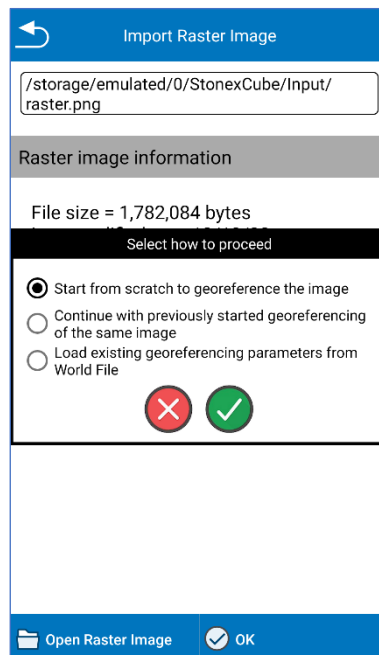 Import Raster Image
/storage/emulated/0/StonexCube/Input/
raster.png
Raster image information
File size = 1,782,084 bytes
Select how to proceed
Start from scratch to georeference the image
Continue with previously started georeferencing
of the same image
Load existing georeferencing parameters from
World File
Open Raster Image
OK